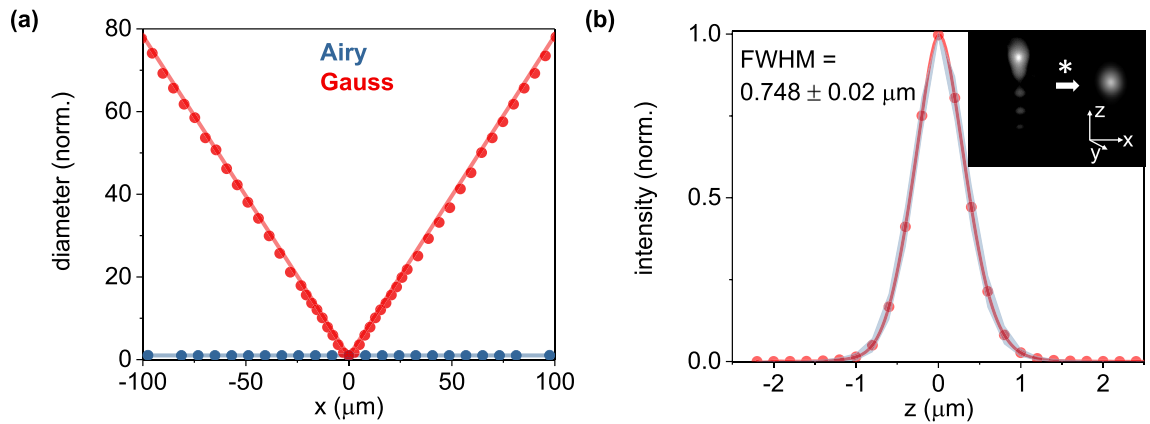 (a)
80
60
40
20
0
diameter (norm.)
Airy
Gauss
-100
-50
0
50
100
x (μm)
(b)
1.0
0.5
0.0
intensity (norm.)
FWHM =
0.748 ± 0.02 μm
*
z
x
y
-2
-1
0
1
2
z (μm)